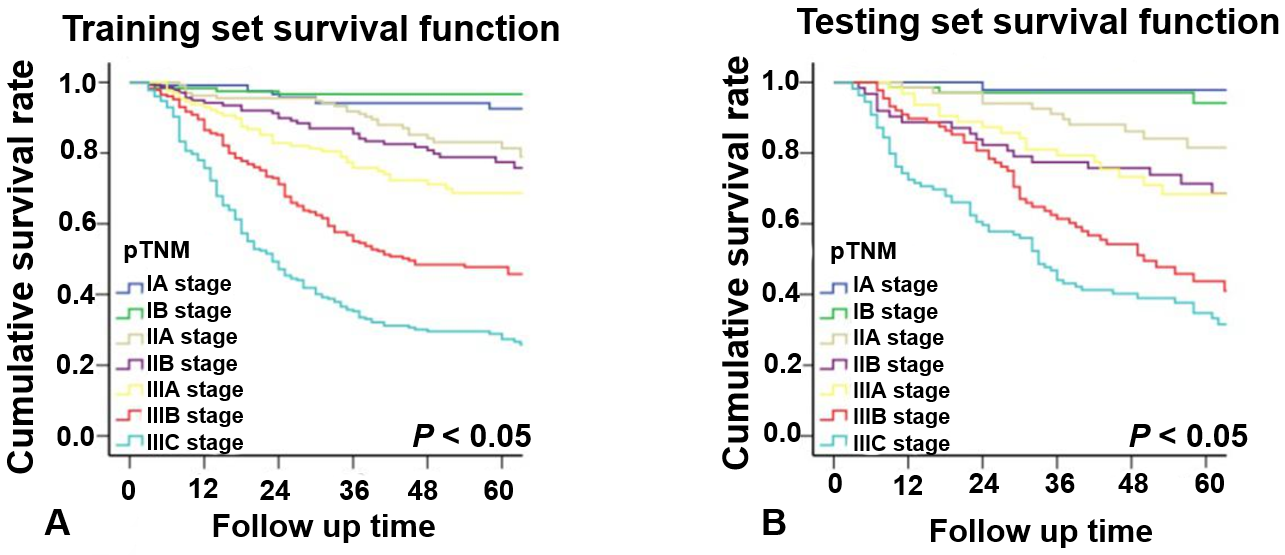 Training set survival function
Cumulative survival rate
1.0
0.8
0.6
0.4
0.2
0.0
pTNM
IA stage
IB stage
IIA stage
IIB stage
IIIA stage
IIIB stage
IIIC stage
P < 0.05
0 12 24 36 48 60
A
Follow up time
Testing set survival function
Cumulative survival rate
1.0
0.8
0.6
0.4
0.2
0.0
pTNM
IA stage
IB stage
IIA stage
IIB stage
IIIA stage
IIIB stage
IIIC stage
P < 0.05
0 12 24 36 48 60
B
Follow up time